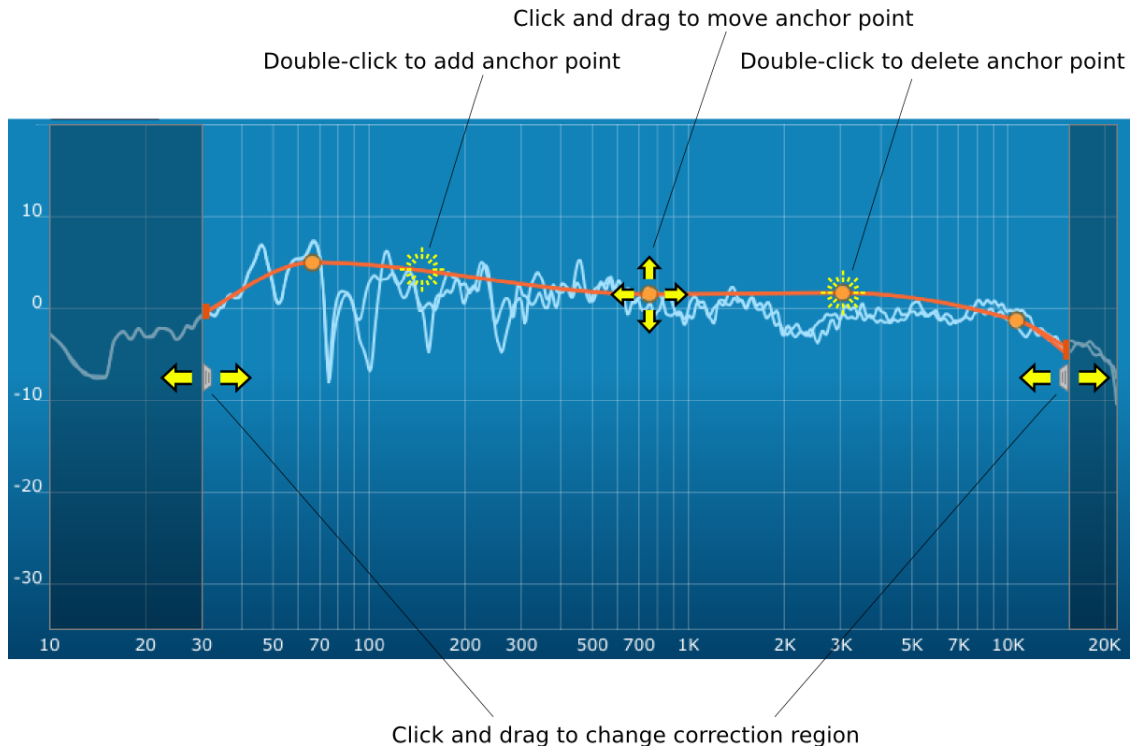 Click and drag to move anchor point
Double-click to add anchor point
Double-click to delete anchor point
10
0
-10
-20
-30
10 20 30 50 70 100 200 300 500 700 1K 2K 3K 5K 7K 10K 20K
Click and drag to change correction region